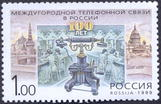 МЕЖДУГОРОДНОЙ ТЕЛЕФОННОЙ СВЯЗИ
В РОССИИ
100
ЛЕТ
1.00
РОССИЯ
ROSSIJA · 1999